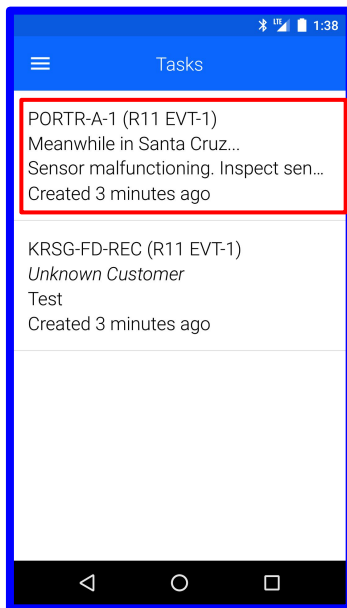 LTE 1:38
Tasks
PORTR-A-1 (R11 EVT-1)
Meanwhile in Santa Cruz...
Sensor malfunctioning. Inspect sen...
Created 3 minutes ago
KRSG-FD-REC (R11 EVT-1)
Unknown Customer
Test
Created 3 minutes ago